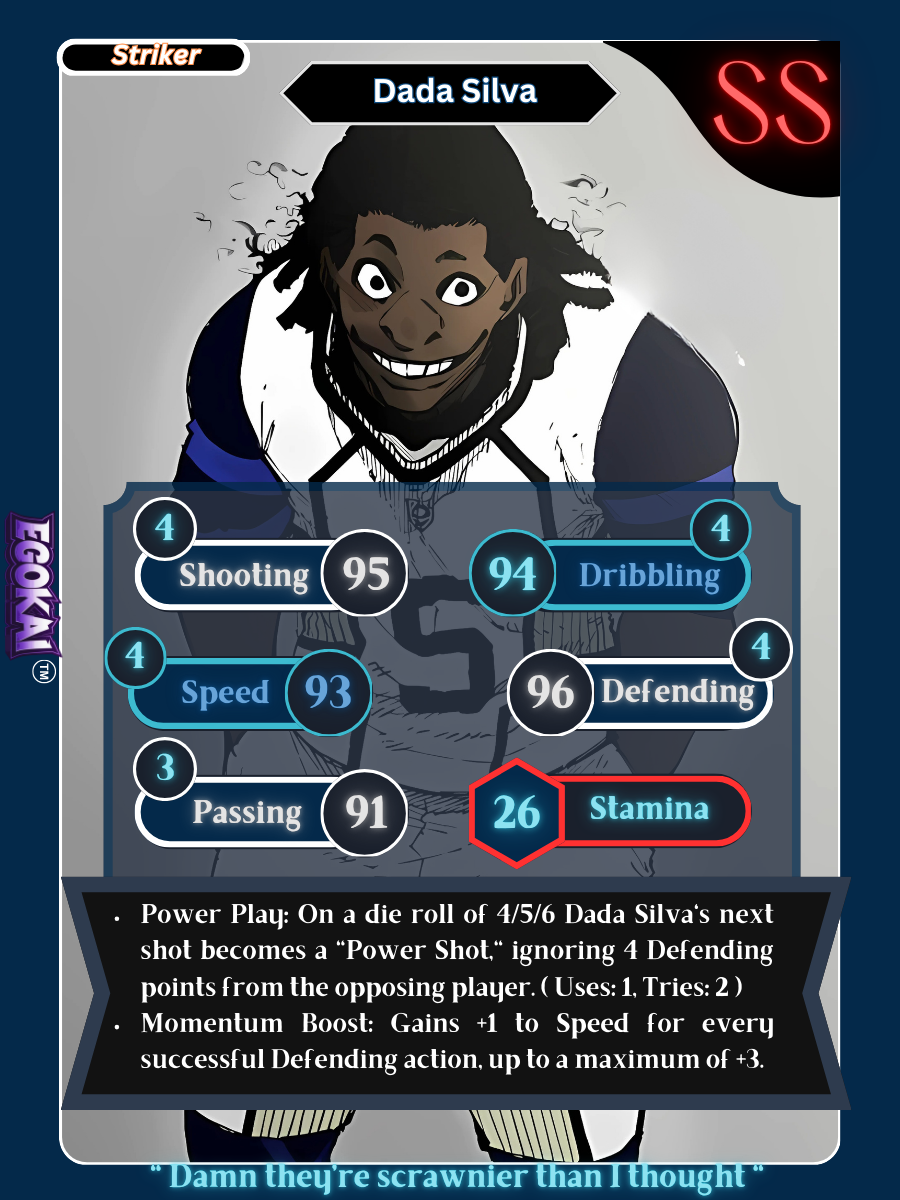 Striker
Dada Silva
SS
4
Shooting 95
4
94 Dribbling
4
Speed 93
4
96 Defending
3
Passing 91
26 Stamina
5
EGOKAI
TM
• Power Play: On a die roll of 4/5/6 Dada Silva‘s next
shot becomes a “Power Shot,“ ignoring 4 Defending
points from the opposing player. ( Uses: 1, Tries: 2 )
• Momentum Boost: Gains +1 to Speed for every
successful Defending action, up to a maximum of +3.
“ Damn they're scrawnier than I thought “